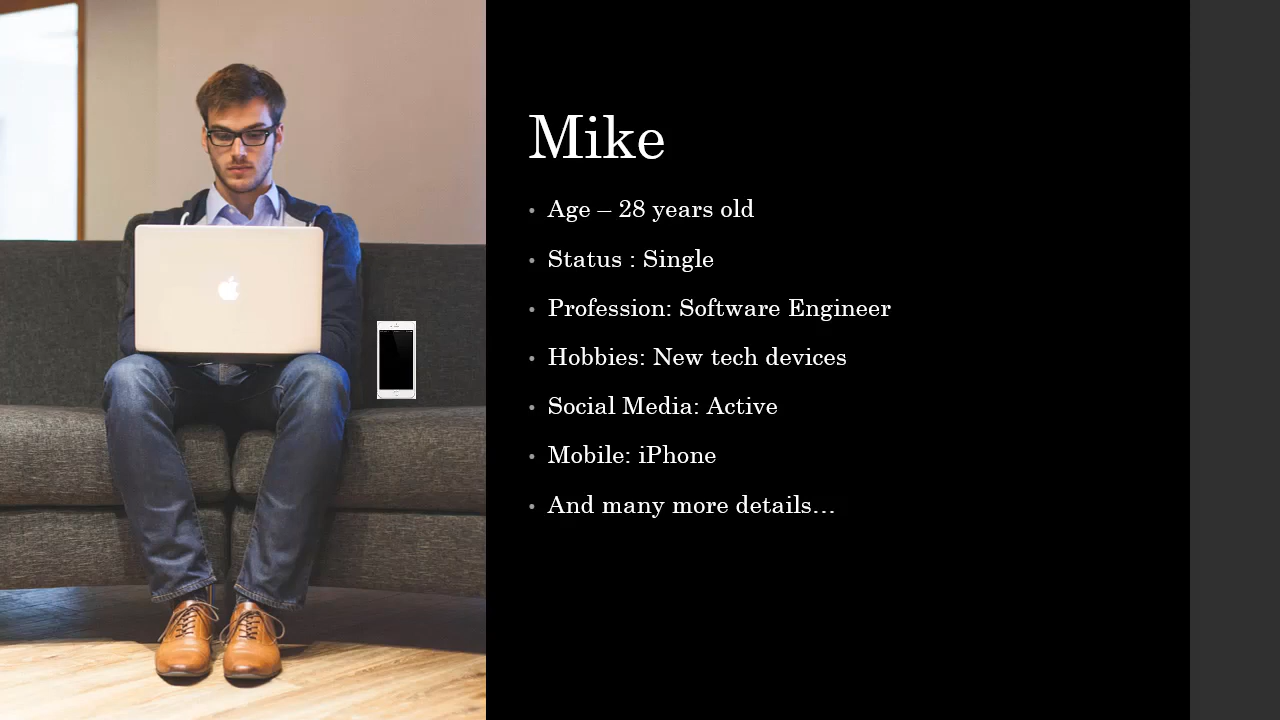 Mike
• Age – 28 years old
• Status : Single
• Profession: Software Engineer
• Hobbies: New tech devices
• Social Media: Active
• Mobile: iPhone
• And many more details…